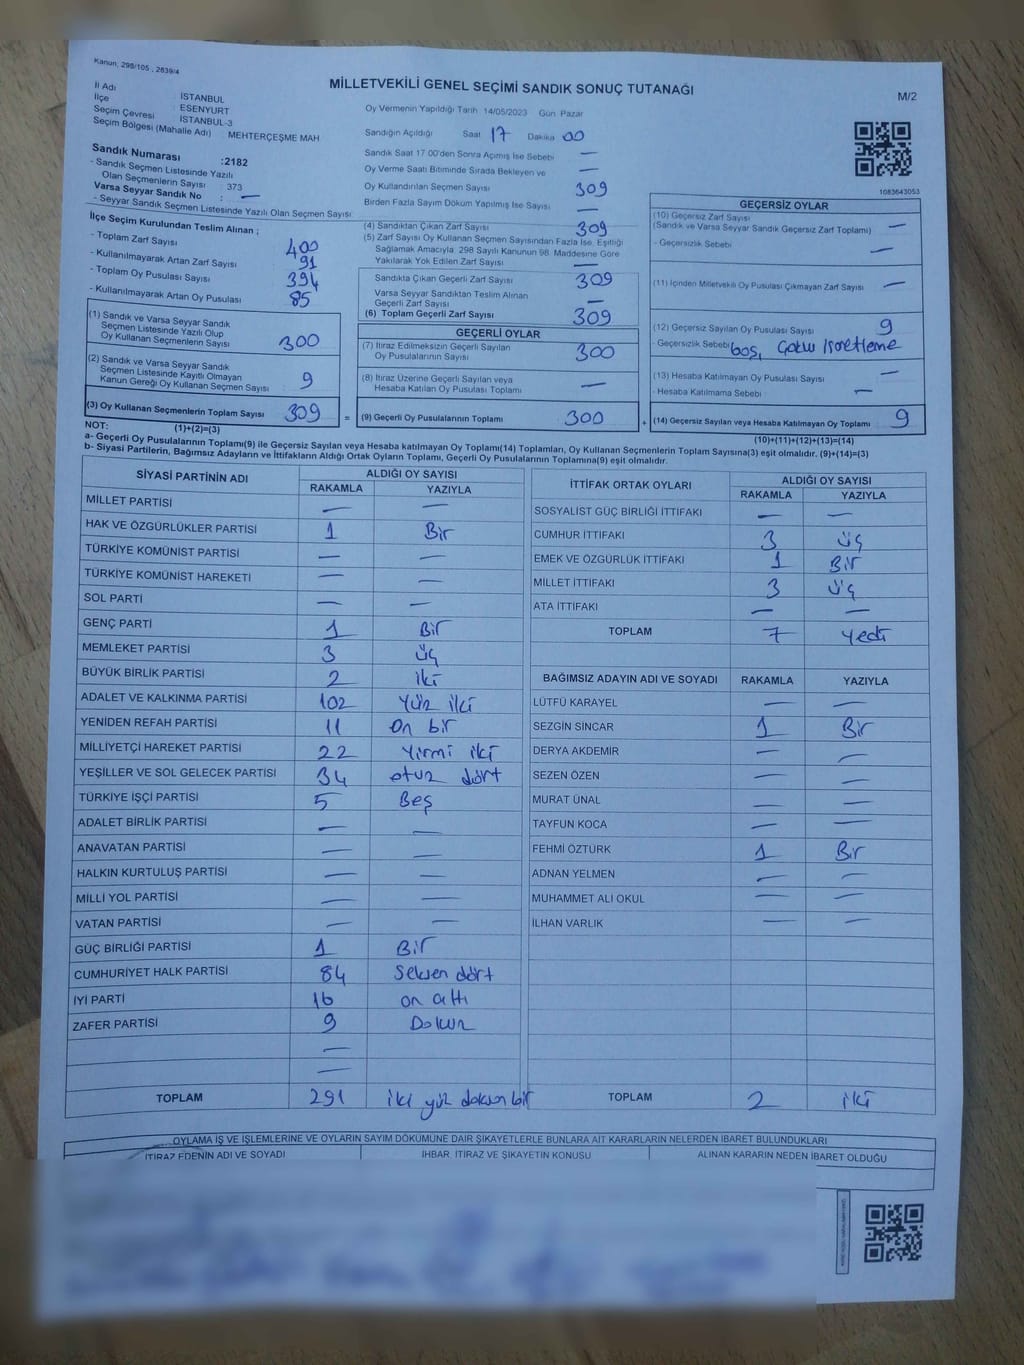 Kanun, 298/105 , 2839/4
MİLLETVEKİLİ GENEL SEÇİMİ SANDIK SONUÇ TUTANAĞI
M/2
İl Adı : İSTANBUL
İlçe : ESENYURT
Seçim Çevresi : İSTANBUL-3
Seçim Bölgesi (Mahalle Adı) : MEHTERÇEŞME MAH
Sandık Numarası :2182
- Sandık Seçmen Listesinde Yazılı
Olan Seçmenlerin Sayısı : 373
Varsa Seyyar Sandık No : —
- Seyyar Sandık Seçmen Listesinde Yazılı Olan Seçmen Sayısı:
Oy Vermenin Yapıldığı Tarih: 14/05/2023 Gün: Pazar
Sandığın Açıldığı Saat 17 Dakika 00
Sandık Saat 17:00'den Sonra Açılmış İse Sebebi —
Oy Verme Saati Bitiminde Sırada Bekleyen ve —
Oy Kullandırılan Seçmen Sayısı 309
Birden Fazla Sayım Döküm Yapılmış İse Sayısı —
1083643053
İlçe Seçim Kurulundan Teslim Alınan ;
- Toplam Zarf Sayısı 400
- Kullanılmayarak Artan Zarf Sayısı 91
- Toplam Oy Pusulası Sayısı 394
- Kullanılmayarak Artan Oy Pusulası 85
(1) Sandık ve Varsa Seyyar Sandık
Seçmen Listesinde Yazılı Olup
Oy Kullanan Seçmenlerin Sayısı 300
(2) Sandık ve Varsa Seyyar Sandık
Seçmen Listesinde Kayıtlı Olmayan
Kanun Gereği Oy Kullanan Seçmen Sayısı 9
(3) Oy Kullanan Seçmenlerin Toplam Sayısı 309 =
(1)+(2)=(3)
(4) Sandıktan Çıkan Zarf Sayısı 309
(5) Zarf Sayısı Oy Kullanan Seçmen Sayısından Fazla İse, Eşitliği
Sağlamak Amacıyla, 298 Sayılı Kanunun 98. Maddesine Göre
Yakılarak Yok Edilen Zarf Sayısı —
Sandıkta Çıkan Geçerli Zarf Sayısı 309
Varsa Seyyar Sandıktan Teslim Alınan
Geçerli Zarf Sayısı —
(6) Toplam Geçerli Zarf Sayısı 309
GEÇERLİ OYLAR
(7) İtiraz Edilmeksizin Geçerli Sayılan
Oy Pusulalarının Sayısı 300
(8) İtiraz Üzerine Geçerli Sayılan veya
Hesaba Katılan Oy Pusulası Toplamı —
(9) Geçerli Oy Pusulalarının Toplamı 300 +
GEÇERSİZ OYLAR
(10) Geçersiz Zarf Sayısı
(Sandık ve Varsa Seyyar Sandık Geçersiz Zarf Toplamı) —
- Geçersizlik Sebebi —
(11) İçinden Milletvekili Oy Pusulası Çıkmayan Zarf Sayısı —
(12) Geçersiz Sayılan Oy Pusulası Sayısı 9
- Geçersizlik Sebebi boş, Çoklu işaretleme
(13) Hesaba Katılmayan Oy Pusulası Sayısı —
- Hesaba Katılmama Sebebi —
(14) Geçersiz Sayılan veya Hesaba Katılmayan Oy Toplamı 9
(10)+(11)+(12)+(13)=(14)
NOT:
a- Geçerli Oy Pusulalarının Toplamı(9) ile Geçersiz Sayılan veya Hesaba katılmayan Oy Toplamı(14) Toplamları, Oy Kullanan Seçmenlerin Toplam Sayısına(3) eşit olmalıdır. (9)+(14)=(3)
b- Siyasi Partilerin, Bağımsız Adayların ve İttifakların Aldığı Ortak Oyların Toplamı, Geçerli Oy Pusulalarının Toplamına(9) eşit olmalıdır.
SİYASİ PARTİNİN ADI ALDIĞI OY SAYISI
RAKAMLA YAZIYLA
MİLLET PARTİSİ — —
HAK VE ÖZGÜRLÜKLER PARTİSİ 1 Bir
TÜRKİYE KOMÜNİST PARTİSİ — —
TÜRKİYE KOMÜNİST HAREKETİ — —
SOL PARTİ — —
GENÇ PARTİ 1 Bir
MEMLEKET PARTİSİ 3 üç
BÜYÜK BİRLİK PARTİSİ 2 iki
ADALET VE KALKINMA PARTİSİ 102 Yüz iki
YENİDEN REFAH PARTİSİ 11 On bir
MİLLİYETÇİ HAREKET PARTİSİ 22 Yirmi iki
YEŞİLLER VE SOL GELECEK PARTİSİ 34 otuz dört
TÜRKİYE İŞÇİ PARTİSİ 5 Beş
ADALET BİRLİK PARTİSİ — —
ANAVATAN PARTİSİ — —
HALKIN KURTULUŞ PARTİSİ — —
MİLLİ YOL PARTİSİ — —
VATAN PARTİSİ — —
GÜÇ BİRLİĞİ PARTİSİ 1 Bir
CUMHURİYET HALK PARTİSİ 84 Seksen dört
İYİ PARTİ 16 on altı
ZAFER PARTİSİ 9 Dokuz
—
—
TOPLAM 291 iki yüz doksan bir
İTTİFAK ORTAK OYLARI ALDIĞI OY SAYISI
RAKAMLA YAZIYLA
SOSYALİST GÜÇ BİRLİĞİ İTTİFAKI — —
CUMHUR İTTİFAKI 3 üç
EMEK VE ÖZGÜRLÜK İTTİFAKI 1 Bir
MİLLET İTTİFAKI 3 üç
ATA İTTİFAKI — —
TOPLAM 7 yedi
BAĞIMSIZ ADAYIN ADI VE SOYADI RAKAMLA YAZIYLA
LÜTFÜ KARAYEL — —
SEZGİN SİNCAR 1 Bir
DERYA AKDEMİR — —
SEZEN ÖZEN — —
MURAT ÜNAL — —
TAYFUN KOCA — —
FEHMİ ÖZTÜRK 1 Bir
ADNAN YELMEN — —
MUHAMMET ALİ OKUL — —
İLHAN VARLIK — —
TOPLAM 2 iki
OYLAMA İŞ VE İŞLEMLERİNE VE OYLARIN SAYIM DÖKÜMÜNE DAİR ŞİKAYETLERLE BUNLARA AİT KARARLARIN NELERDEN İBARET BULUNDUKLARI
İTİRAZ EDENİN ADI VE SOYADI İHBAR, İTİRAZ VE ŞİKAYETİN KONUSU ALINAN KARARIN NEDEN İBARET OLDUĞU